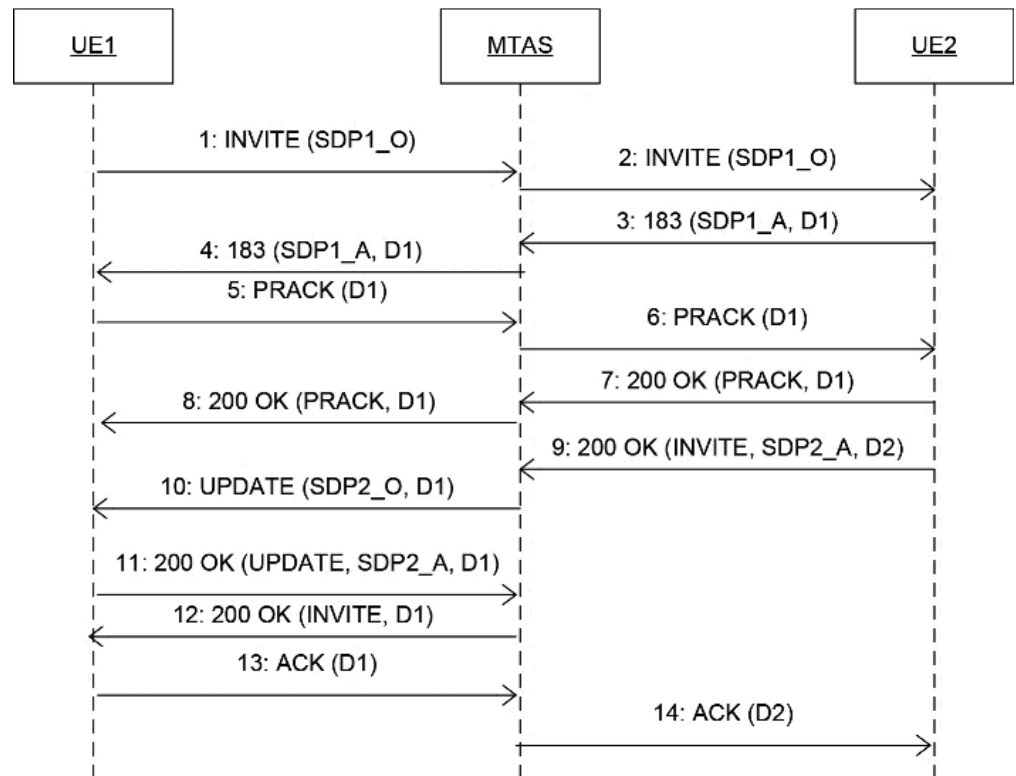 UE1
MTAS
UE2
1: INVITE (SDP1_O)
2: INVITE (SDP1_O)
3: 183 (SDP1_A, D1)
4: 183 (SDP1_A, D1)
5: PRACK (D1)
6: PRACK (D1)
7: 200 OK (PRACK, D1)
8: 200 OK (PRACK, D1)
9: 200 OK (INVITE, SDP2_A, D2)
10: UPDATE (SDP2_O, D1)
11: 200 OK (UPDATE, SDP2_A, D1)
12: 200 OK (INVITE, D1)
13: ACK (D1)
14: ACK (D2)